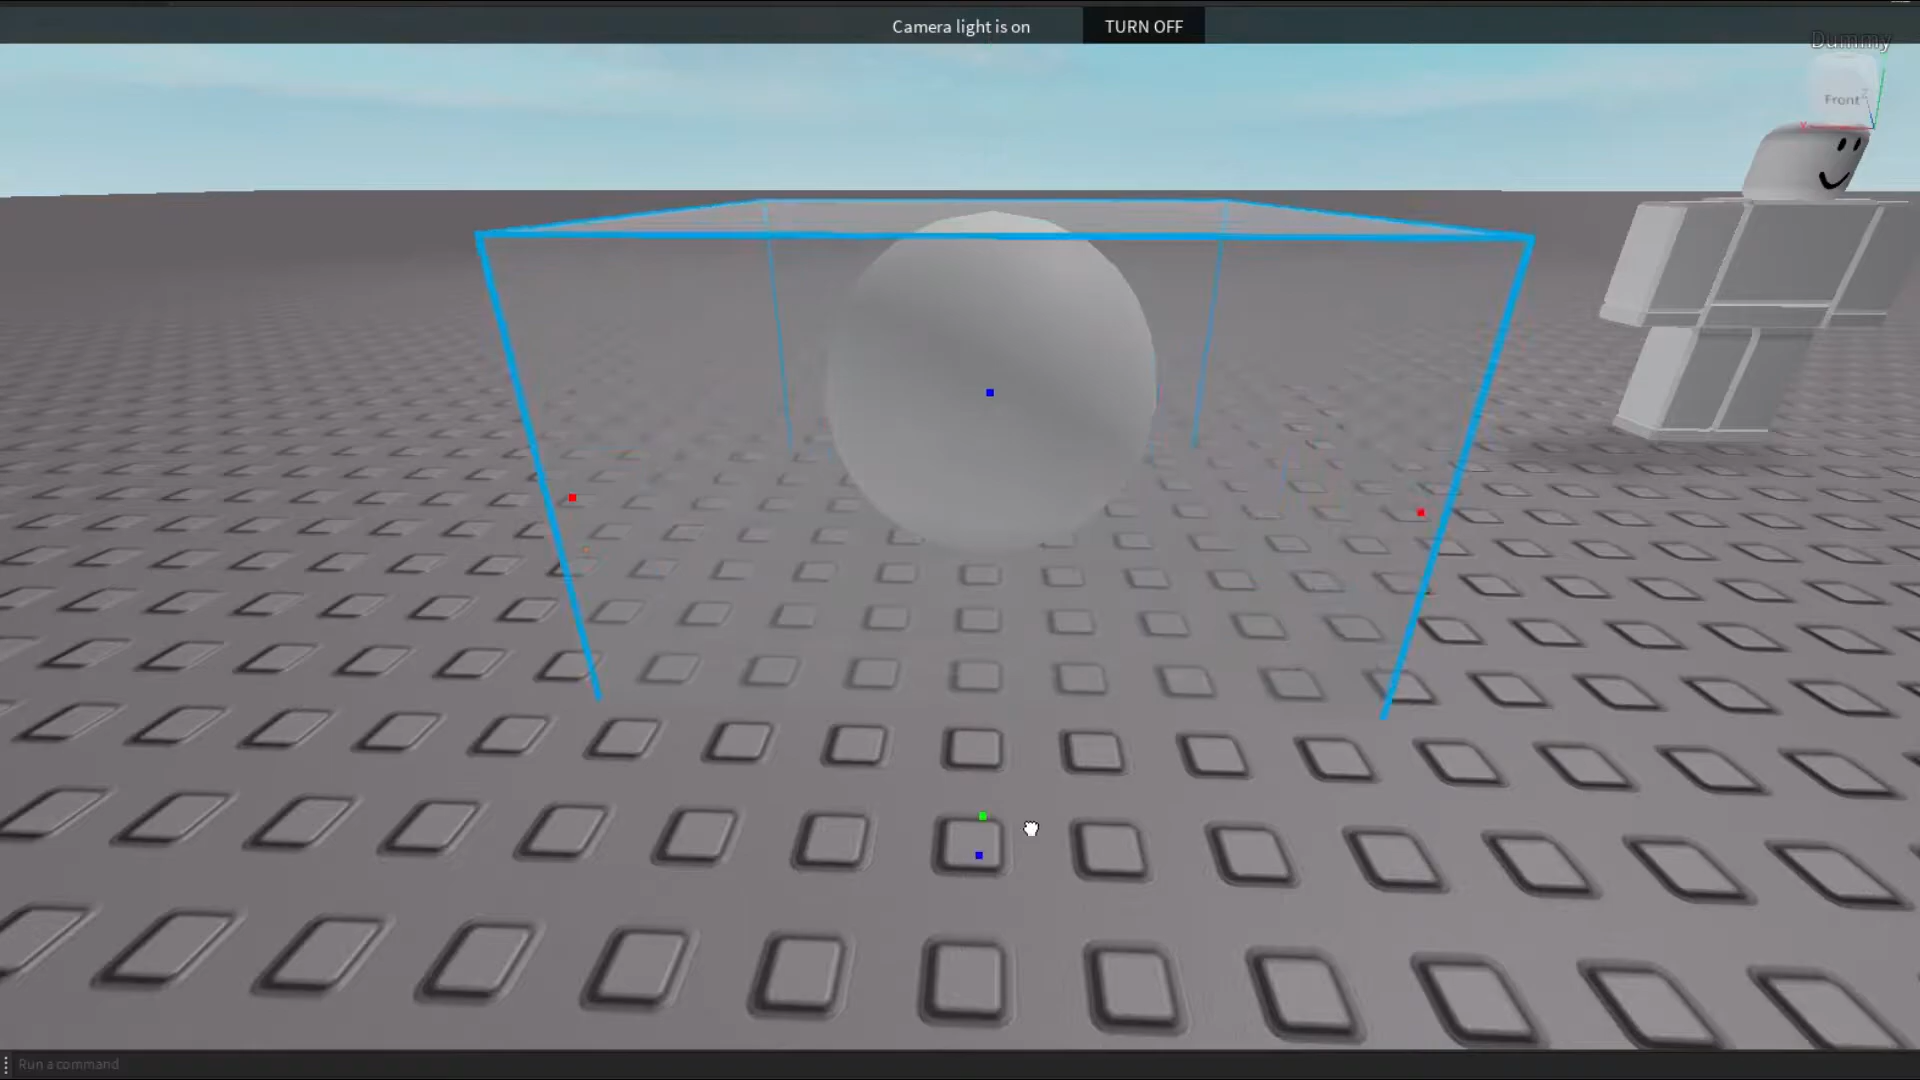 Camera light is on
TURN OFF
Dummy
Front
Z
X
Run a command